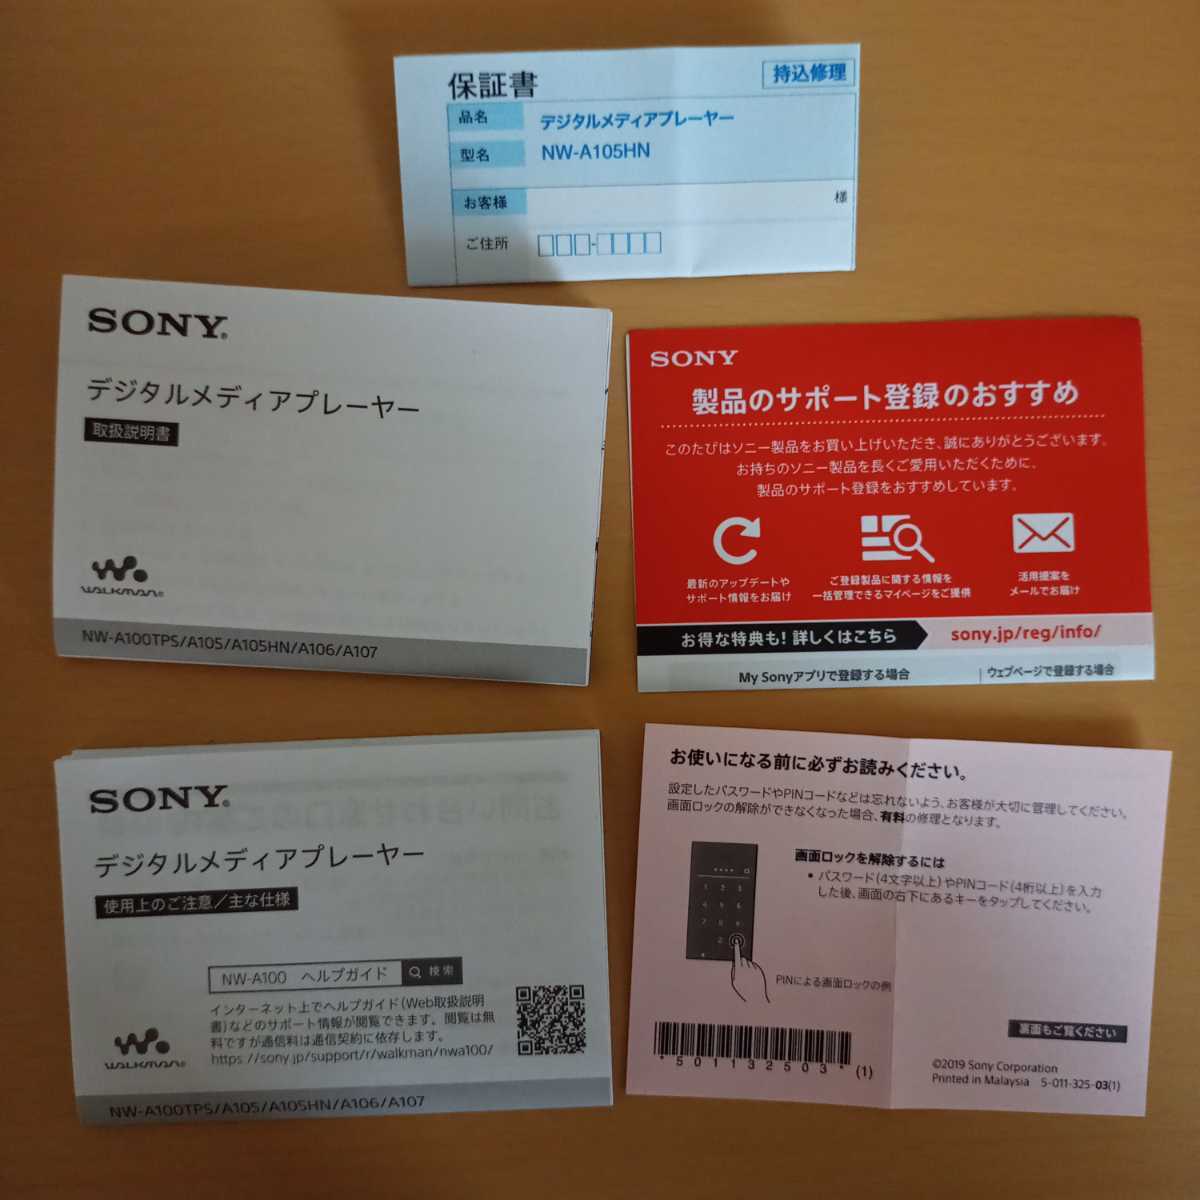 保証書
持込修理
品名
デジタルメディアプレーヤー
型名
NW-A105HN
お客様
様
ご住所
SONY®
デジタルメディアプレーヤー
取扱説明書
WALKMAN®
NW-A100TPS/A105/A105HN/A106/A107
SONY
製品のサポート登録のおすすめ
このたびはソニー製品をお買い上げいただき、誠にありがとうございます。
お持ちのソニー製品を長くご愛用いただくために、
製品のサポート登録をおすすめしています。
最新のアップデートや
サポート情報をお届け
ご登録製品に関する情報を
一括管理できるマイページをご提供
活用提案を
メールでお届け
お得な特典も! 詳しくはこちら
sony.jp/reg/info/
My Sonyアプリで登録する場合
ウェブページで登録する場合
SONY®
デジタルメディアプレーヤー
使用上のご注意/主な仕様
NW-A100 ヘルプガイド
検索
インターネット上でヘルプガイド(Web取扱説明
書)などのサポート情報が閲覧できます。閲覧は無
料ですが通信料は通信契約に依存します。
https://sony.jp/support/r/walkman/nwa100/
WALKMAN®
NW-A100TPS/A105/A105HN/A106/A107
お使いになる前に必ずお読みください。
設定したパスワードやPINコードなどは忘れないよう、お客様が大切に管理してください。
画面ロックの解除ができなくなった場合、有料の修理となります。
画面ロックを解除するには
• パスワード(4文字以上)やPINコード(4桁以上)を入力
した後、画面の右下にあるキーをタップしてください。
PINによる画面ロックの例
裏面もご覧ください
*501132503* (1)
©2019 Sony Corporation
Printed in Malaysia 5-011-325-03(1)